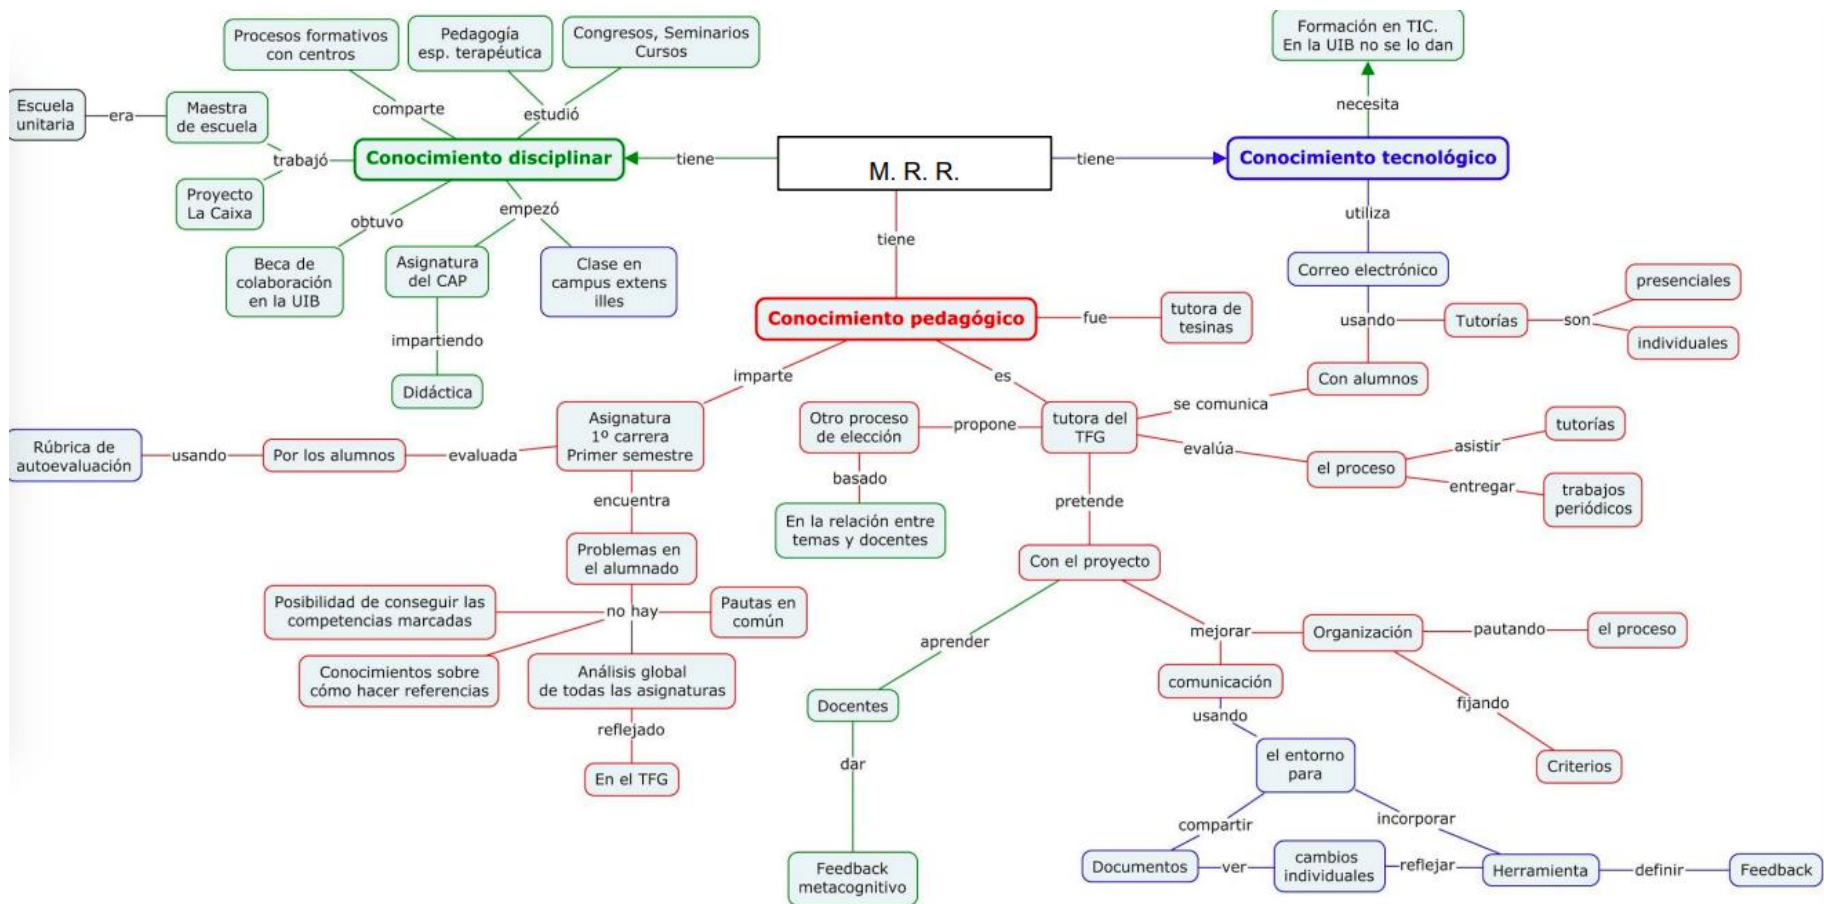 Procesos formativos
con centros
Pedagogía
esp. terapéutica
Congresos, Seminarios
Cursos
Formación en TIC.
En la UIB no se lo dan
comparte
estudió
necesita
Escuela
unitaria
era
Maestra
de escuela
trabajó
Conocimiento disciplinar
tiene
M. R. R.
tiene
Conocimiento tecnológico
Proyecto
La Caixa
obtuvo
empezó
tiene
utiliza
Beca de
colaboración
en la UIB
Asignatura
del CAP
Clase en
campus extens
illes
Correo electrónico
presenciales
impartiendo
Conocimiento pedagógico
fue
tutora de
tesinas
usando
Tutorías
son
individuales
Didáctica
imparte
es
Con alumnos
se comunica
Rúbrica de
autoevaluación
usando
Por los alumnos
evaluada
Asignatura
1º carrera
Primer semestre
Otro proceso
de elección
propone
tutora del
TFG
evalúa
el proceso
asistir
tutorías
entregar
trabajos
periódicos
encuentra
basado
pretende
En la relación entre
temas y docentes
Problemas en
el alumnado
Con el proyecto
Posibilidad de conseguir las
competencias marcadas
no hay
Pautas en
común
aprender
mejorar
Organización
pautando
el proceso
Conocimientos sobre
cómo hacer referencias
Análisis global
de todas las asignaturas
comunicación
fijando
Docentes
usando
reflejado
el entorno
para
Criterios
En el TFG
dar
compartir
incorporar
Feedback
metacognitivo
Documentos
ver
cambios
individuales
reflejar
Herramienta
definir
Feedback